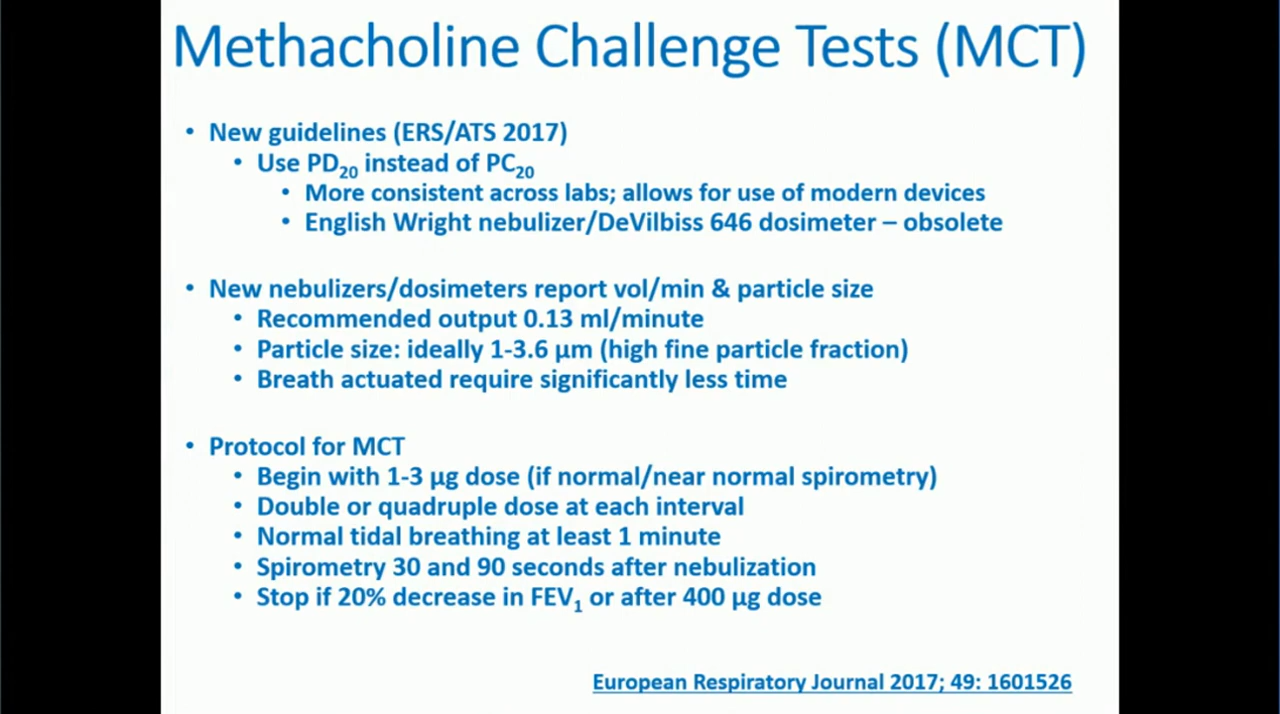 Methacholine Challenge Tests (MCT)
• New guidelines (ERS/ATS 2017)
• Use PD20 instead of PC20
• More consistent across labs; allows for use of modern devices
• English Wright nebulizer/DeVilbiss 646 dosimeter – obsolete
• New nebulizers/dosimeters report vol/min & particle size
• Recommended output 0.13 ml/minute
• Particle size: ideally 1-3.6 µm (high fine particle fraction)
• Breath actuated require significantly less time
• Protocol for MCT
• Begin with 1-3 µg dose (if normal/near normal spirometry)
• Double or quadruple dose at each interval
• Normal tidal breathing at least 1 minute
• Spirometry 30 and 90 seconds after nebulization
• Stop if 20% decrease in FEV1 or after 400 µg dose
European Respiratory Journal 2017; 49: 1601526